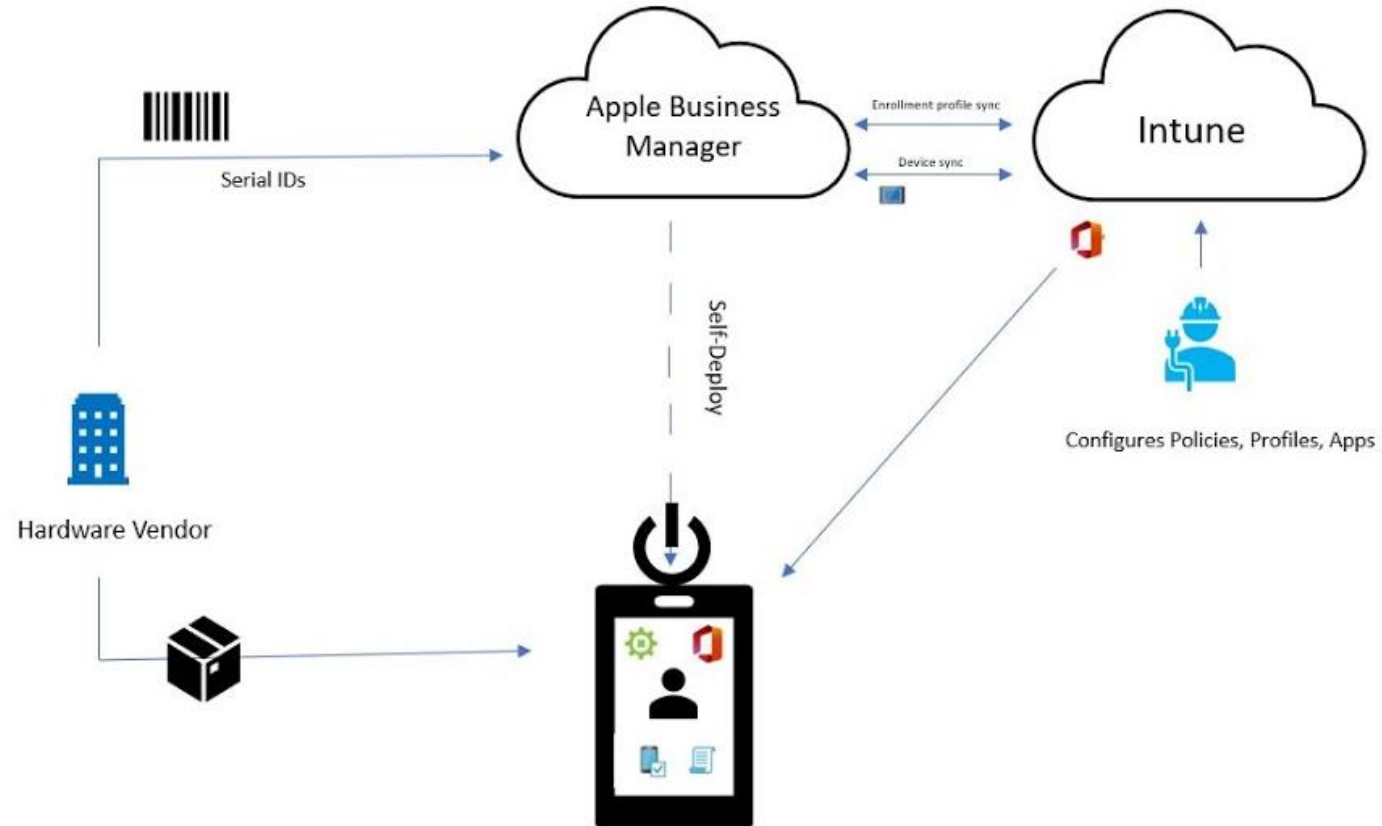 Apple Business
Manager
Enrollment profile sync
Intune
Device sync
Serial IDs
Self-Deploy
Configures Policies, Profiles, Apps
Hardware Vendor